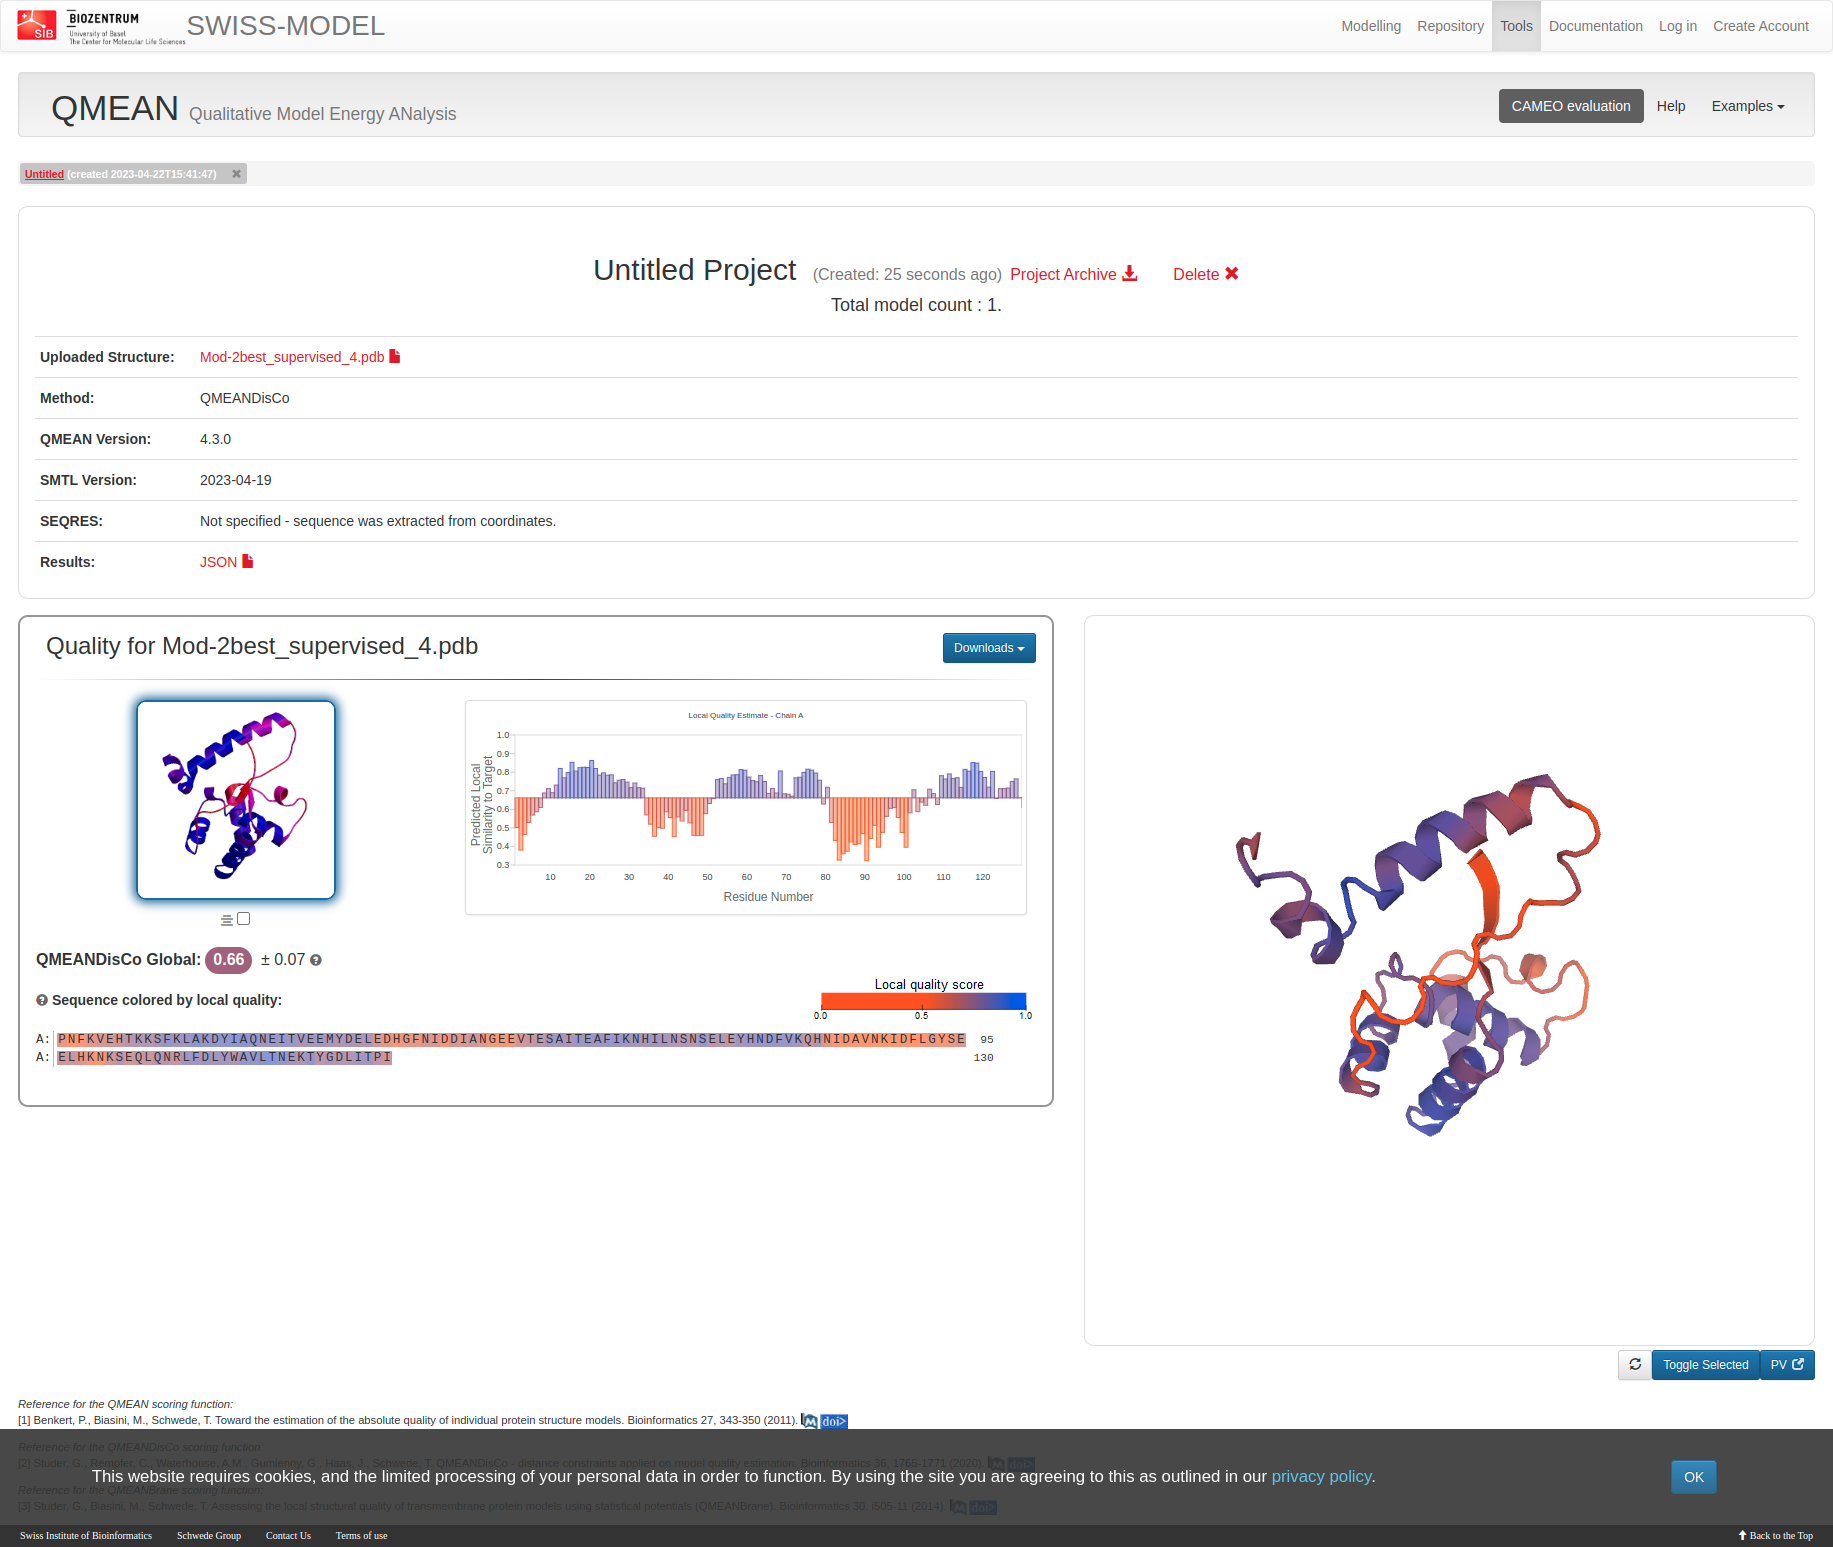 SIB
BIOZENTRUM
University of Basel
The Center for Molecular Life Sciences
SWISS-MODEL
Modelling Repository Tools Documentation Log in Create Account
QMEAN Qualitative Model Energy ANalysis
CAMEO evaluation Help Examples
Untitled (created 2023-04-22T15:41:47)
Untitled Project (Created: 25 seconds ago) Project Archive Delete
Total model count : 1.
Uploaded Structure: Mod-2best_supervised_4.pdb
Method: QMEANDisCo
QMEAN Version: 4.3.0
SMTL Version: 2023-04-19
SEQRES: Not specified - sequence was extracted from coordinates.
Results: JSON
Quality for Mod-2best_supervised_4.pdb
Downloads
Local Quality Estimate - Chain A
Predicted Local
Similarity to Target
1.0
0.9
0.8
0.7
0.6
0.5
0.4
0.3
10 20 30 40 50 60 70 80 90 100 110 120
Residue Number
QMEANDisCo Global: 0.66 ± 0.07
Sequence colored by local quality:
Local quality score
0.0 0.5 1.0
A: PNFKVEHTKKSFKLAKDYIAQNEITVEEMYDELEDHGFNIDDIANGEEVTESAITEAFIKNHILNSNSELEYHNDFVKQHNIDAVNKIDFLGYSE 95
A: ELHKNKSEQLQNRLFDLYWAVLTNEKTYGDLITPI 130
Toggle Selected PV
Reference for the QMEAN scoring function:
[1] Benkert, P., Biasini, M., Schwede, T. Toward the estimation of the absolute quality of individual protein structure models. Bioinformatics 27, 343-350 (2011). doi>
Reference for the QMEANDisCo scoring function:
[2] Studer, G., Rempfer, C., Waterhouse, A.M., Gumienny, G., Haas, J., Schwede, T. QMEANDisCo - distance constraints applied on model quality estimation. Bioinformatics 36, 1765-1771 (2020). doi>
This website requires cookies, and the limited processing of your personal data in order to function. By using the site you are agreeing to this as outlined in our privacy policy. OK
Reference for the QMEANBrane scoring function:
[3] Studer, G., Biasini, M., Schwede, T. Assessing the local structural quality of transmembrane protein models using statistical potentials (QMEANBrane). Bioinformatics 30, i505-11 (2014). doi>
Swiss Institute of Bioinformatics Schwede Group Contact Us Terms of use Back to the Top